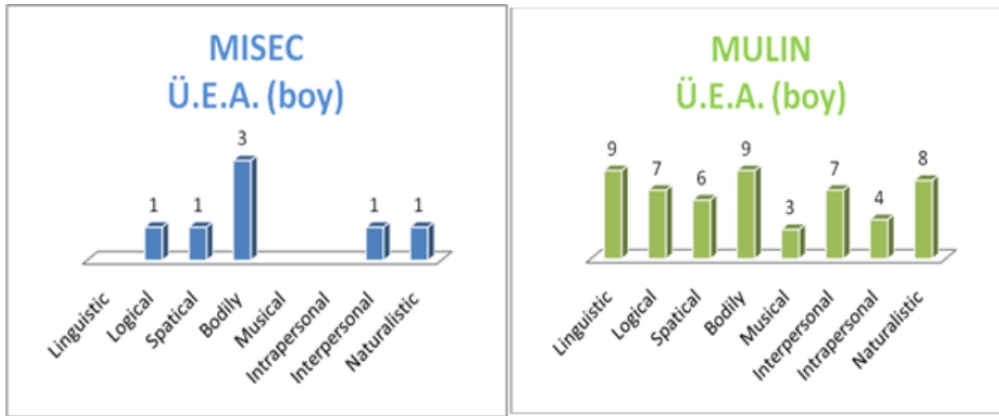 MISEC
Ü.E.A. (boy)
3
1
1
1
1
Linguistic
Logical
Spatical
Bodily
Musical
Intrapersonal
Interpersonal
Naturalistic
MULIN
Ü.E.A. (boy)
9
7
6
9
3
7
4
8
Linguistic
Logical
Spatical
Bodily
Musical
Interpersonal
Intrapersonal
Naturalistic